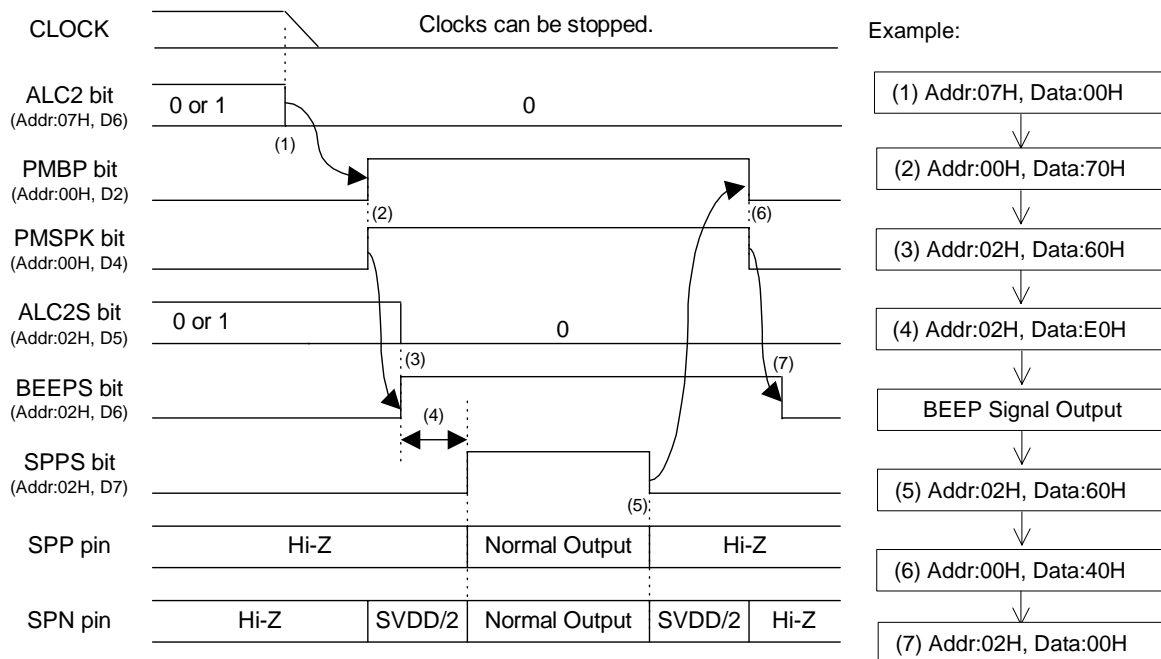 CLOCK
Clocks can be stopped.
ALC2 bit
(Addr:07H, D6)
0 or 1
0
(1)
PMBP bit
(Addr:00H, D2)
(2)
(6)
PMSPK bit
(Addr:00H, D4)
ALC2S bit
(Addr:02H, D5)
0 or 1
0
(3)
(7)
BEEPS bit
(Addr:02H, D6)
(4)
SPPS bit
(Addr:02H, D7)
(5)
SPP pin
Hi-Z
Normal Output
Hi-Z
SPN pin
Hi-Z
SVDD/2
Normal Output
SVDD/2
Hi-Z
Example:
(1) Addr:07H, Data:00H
(2) Addr:00H, Data:70H
(3) Addr:02H, Data:60H
(4) Addr:02H, Data:E0H
BEEP Signal Output
(5) Addr:02H, Data:60H
(6) Addr:00H, Data:40H
(7) Addr:02H, Data:00H